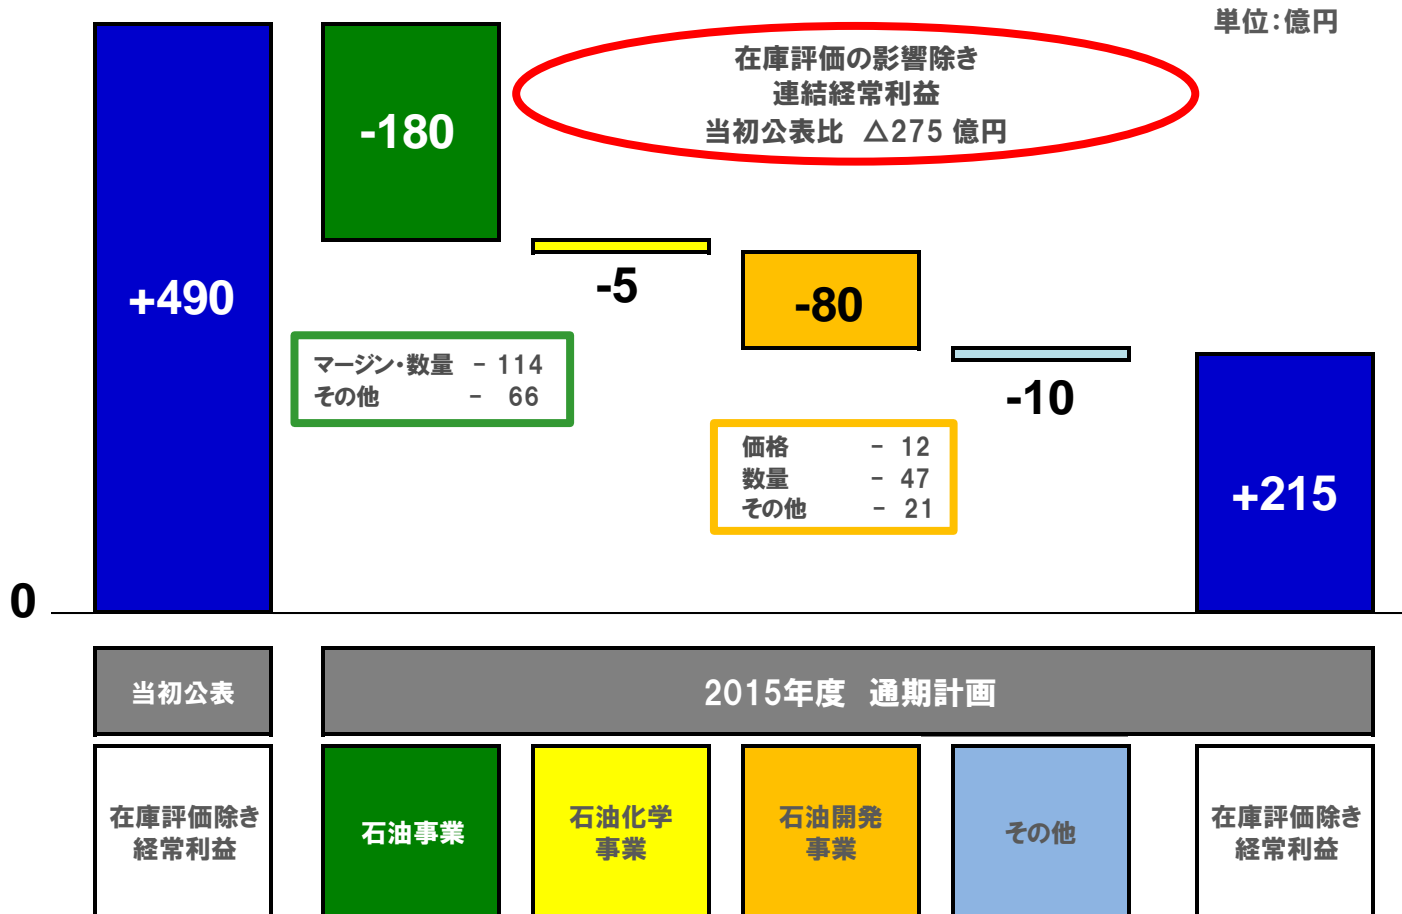 単位：億円
在庫評価の影響除き
連結経常利益
当初公表比 △275 億円
+490
-180
-5
-80
-10
+215
マージン・数量 - 114
その他 - 66
価格 - 12
数量 - 47
その他 - 21
0
当初公表
2015年度 通期計画
在庫評価除き
経常利益
石油事業
石油化学
事業
石油開発
事業
その他
在庫評価除き
経常利益